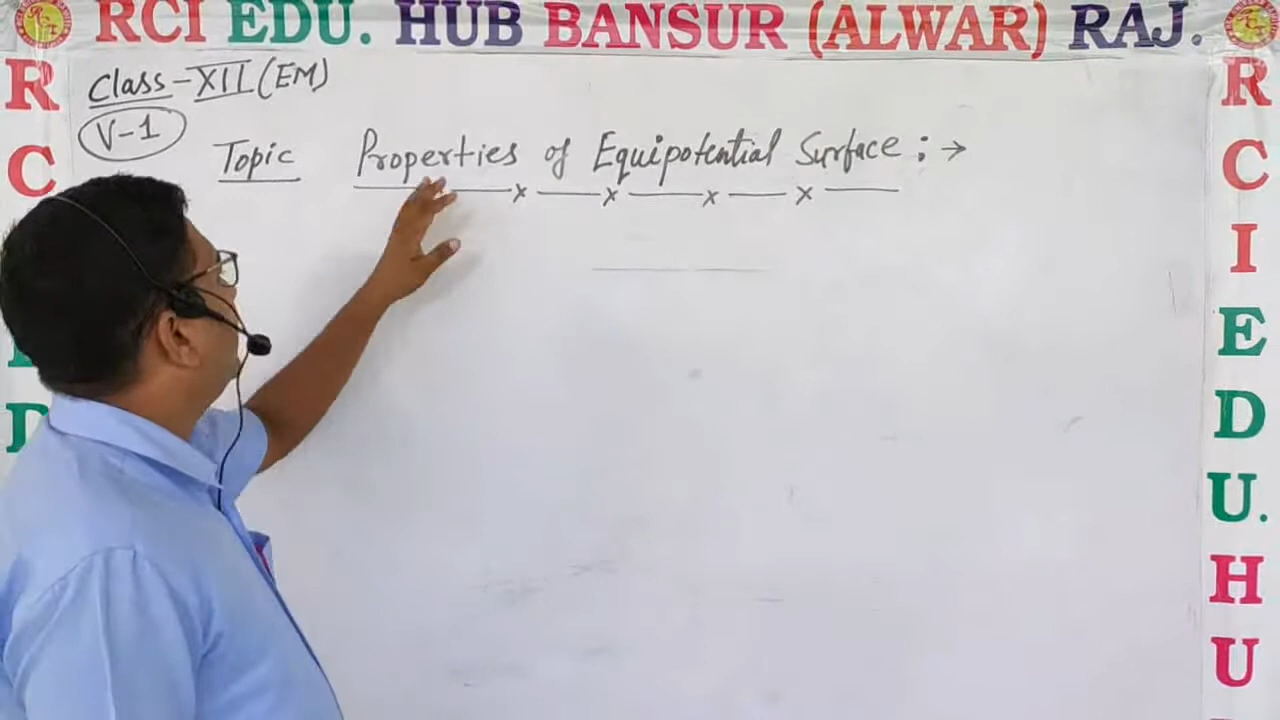 RCI EDU. HUB BANSUR (ALWAR) RAJ.
Class-XII (EM)
V-1
Topic Properties of Equipotential Surface :→
R
C
D
R
C
I
E
D
U.
H
U